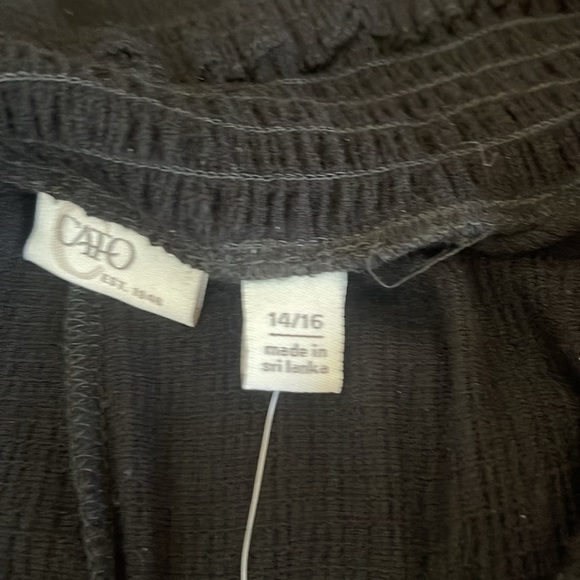 CATO
EST. 1946
14/16
made in
sri lanka